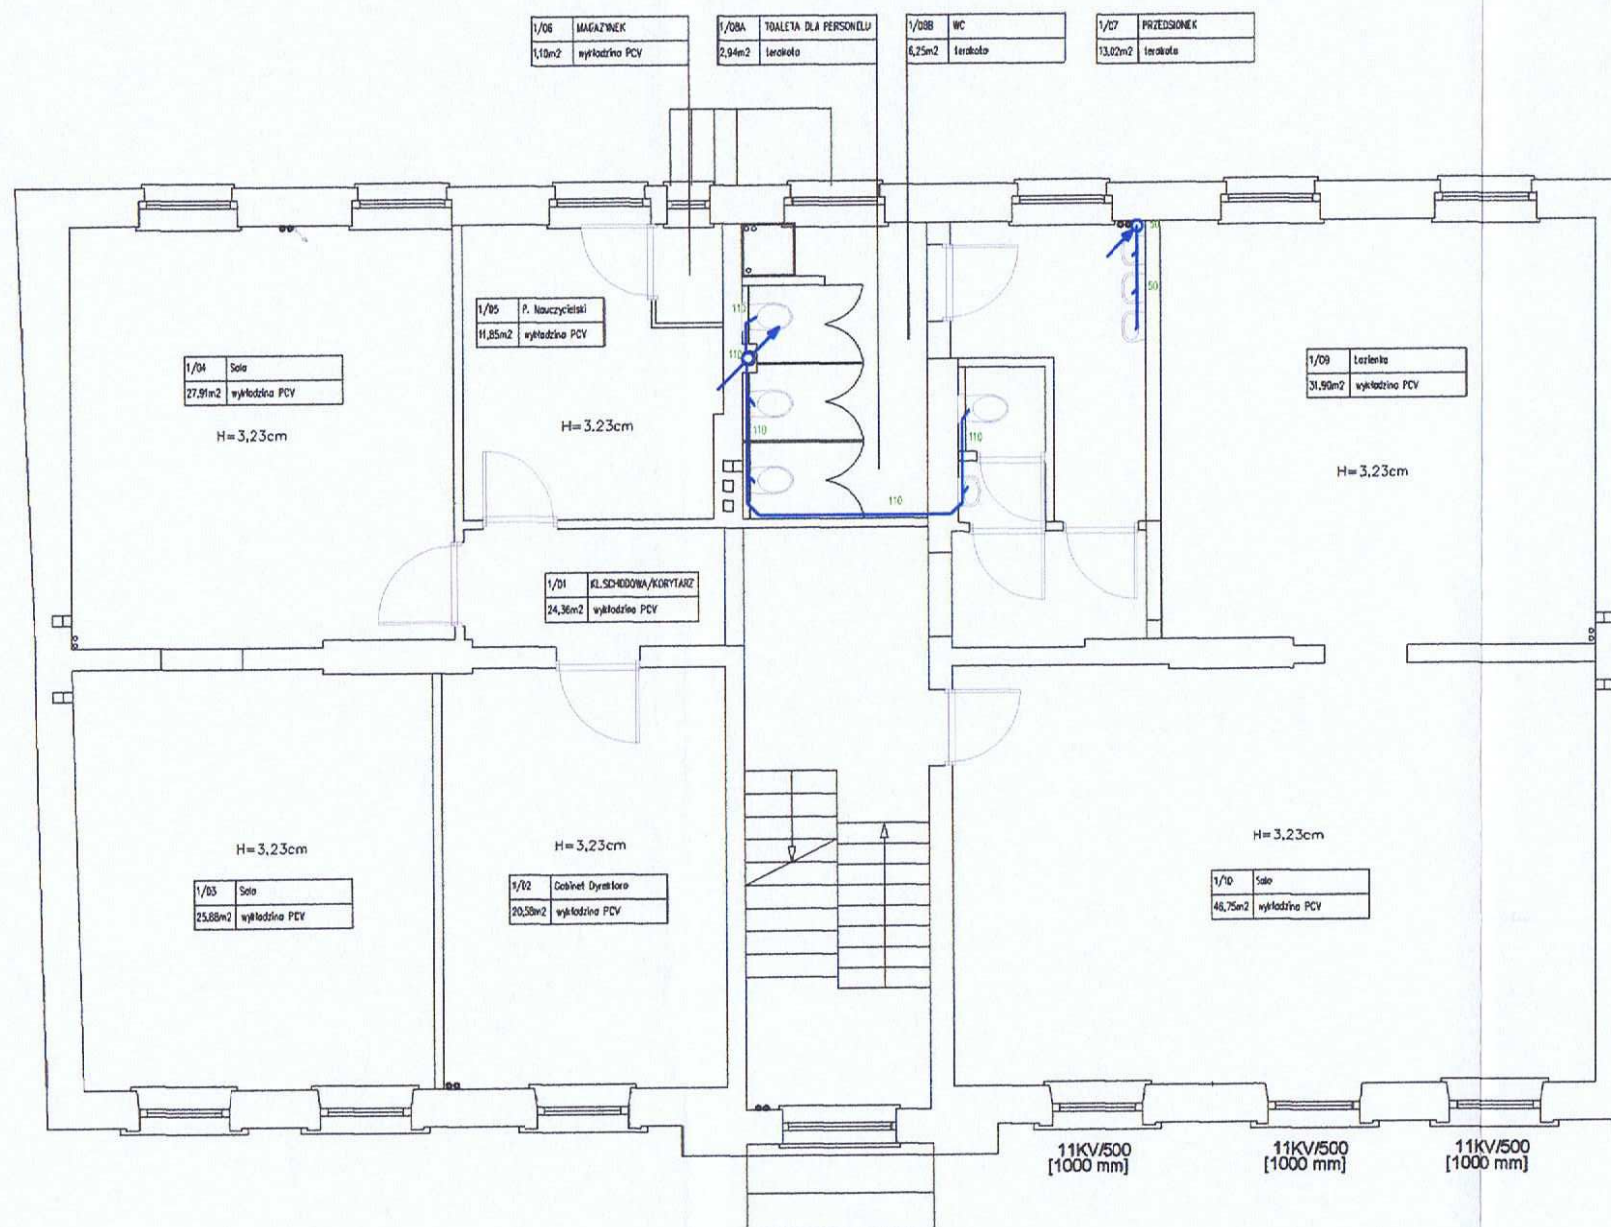 1/06 MAGAZYNEK
1,10m2 wykładzina PCV
1/08A TOALETA DLA PERSONELU
2,94m2 terakota
1/08B WC
6,25m2 terakota
1/07 PRZEDSIONEK
13,02m2 terakota
50
50
110
110
110
110
110
1/05 P. Nauczycielski
11,85m2 wykładzina PCV
H=3.23cm
1/04 Sala
27,91m2 wykładzina PCV
H=3,23cm
1/09 Łazienka
31,90m2 wykładzina PCV
H=3,23cm
1/01 KL.SCHODOWA/KORYTARZ
24,36m2 wykładzina PCV
H=3,23cm
1/03 Sala
25,88m2 wykładzina PCV
H=3,23cm
1/02 Gabinet Dyrektora
20,58m2 wykładzina PCV
H=3,23cm
1/10 Sala
46,75m2 wykładzina PCV
11KV/500
[1000 mm]
11KV/500
[1000 mm]
11KV/500
[1000 mm]